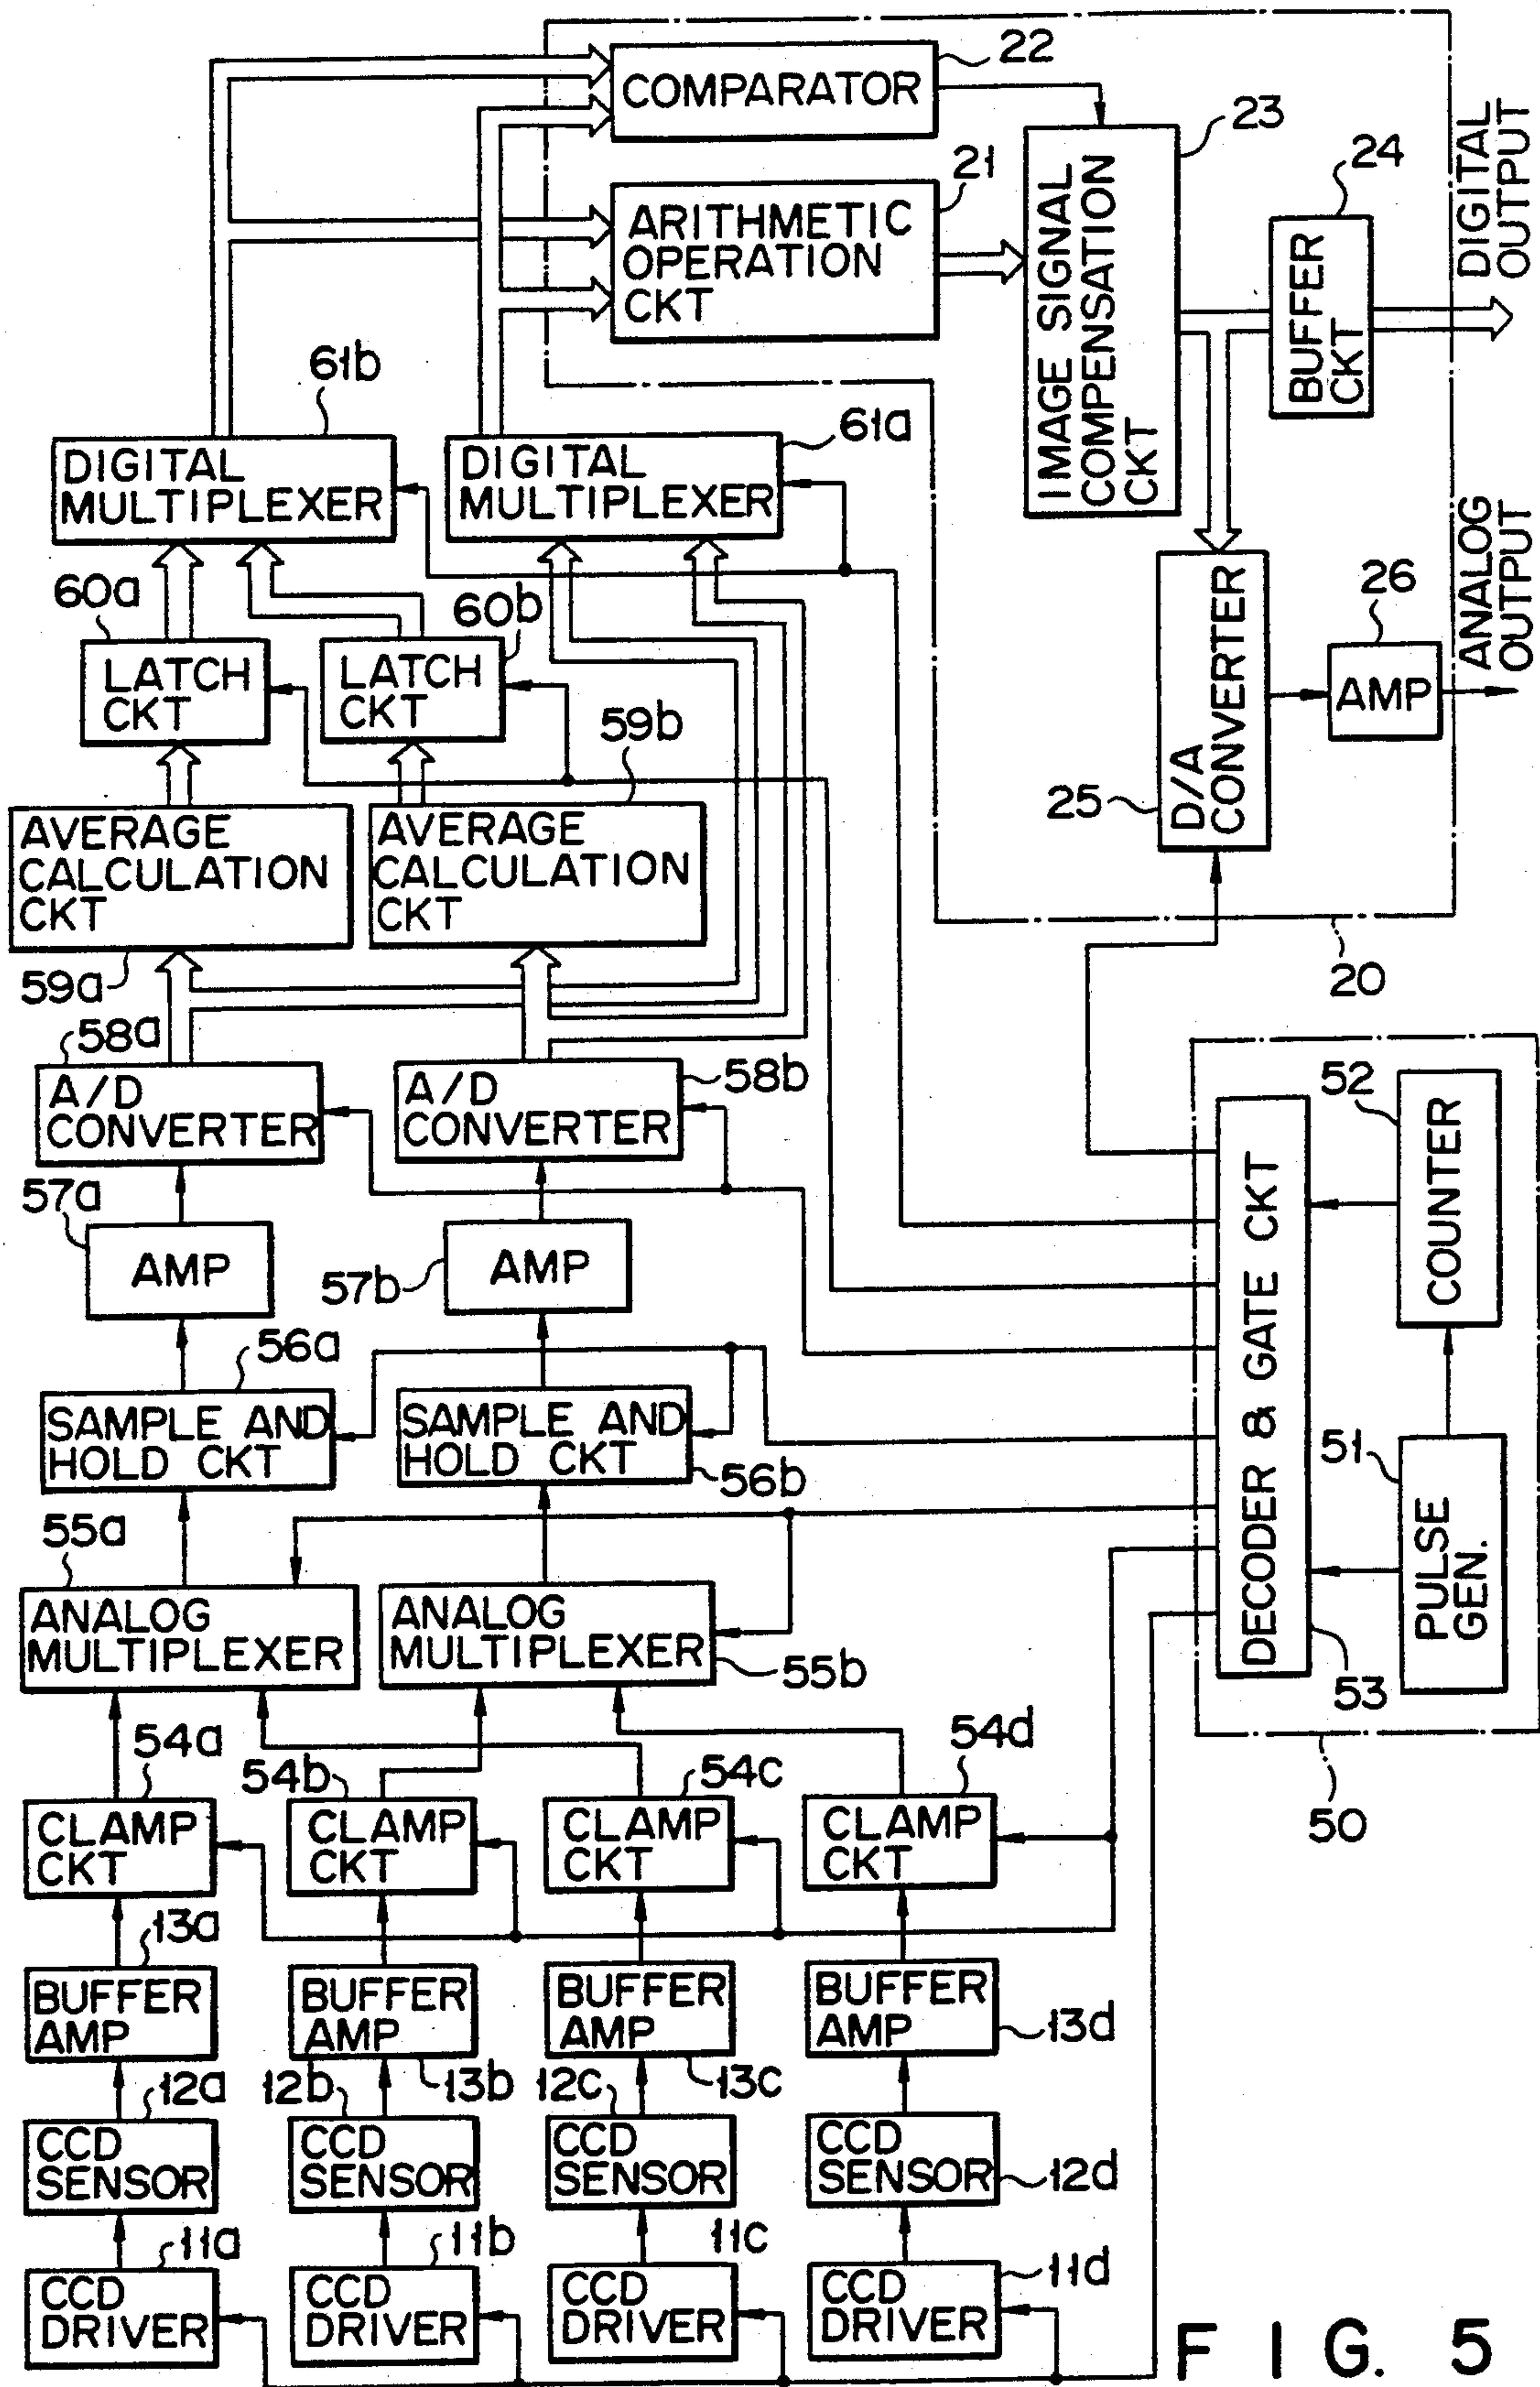 22
COMPARATOR
23
21
ARITHMETIC
OPERATION
CKT
IMAGE SIGNAL
COMPENSATION
CKT
24
BUFFER
CKT
DIGITAL
OUTPUT
61b
DIGITAL
MULTIPLEXER
61a
DIGITAL
MULTIPLEXER
60a
LATCH
CKT
60b
LATCH
CKT
D/A
CONVERTER
25
26
AMP
ANALOG
OUTPUT
59b
AVERAGE
CALCULATION
CKT
59a
AVERAGE
CALCULATION
CKT
20
58a
A/D
CONVERTER
58b
A/D
CONVERTER
52
COUNTER
57a
AMP
57b
AMP
DECODER & GATE CKT
56a
SAMPLE AND
HOLD CKT
SAMPLE AND
HOLD CKT
56b
51
PULSE
GEN.
55a
ANALOG
MULTIPLEXER
ANALOG
MULTIPLEXER
55b
53
54a
54b
54c
54d
50
CLAMP
CKT
CLAMP
CKT
CLAMP
CKT
CLAMP
CKT
13a
BUFFER
AMP
BUFFER
AMP
BUFFER
AMP
BUFFER
AMP
13d
12a
12b
13b
12c
13c
CCD
SENSOR
CCD
SENSOR
CCD
SENSOR
CCD
SENSOR
12d
11a
11b
11c
11d
CCD
DRIVER
CCD
DRIVER
CCD
DRIVER
CCD
DRIVER
FIG. 5